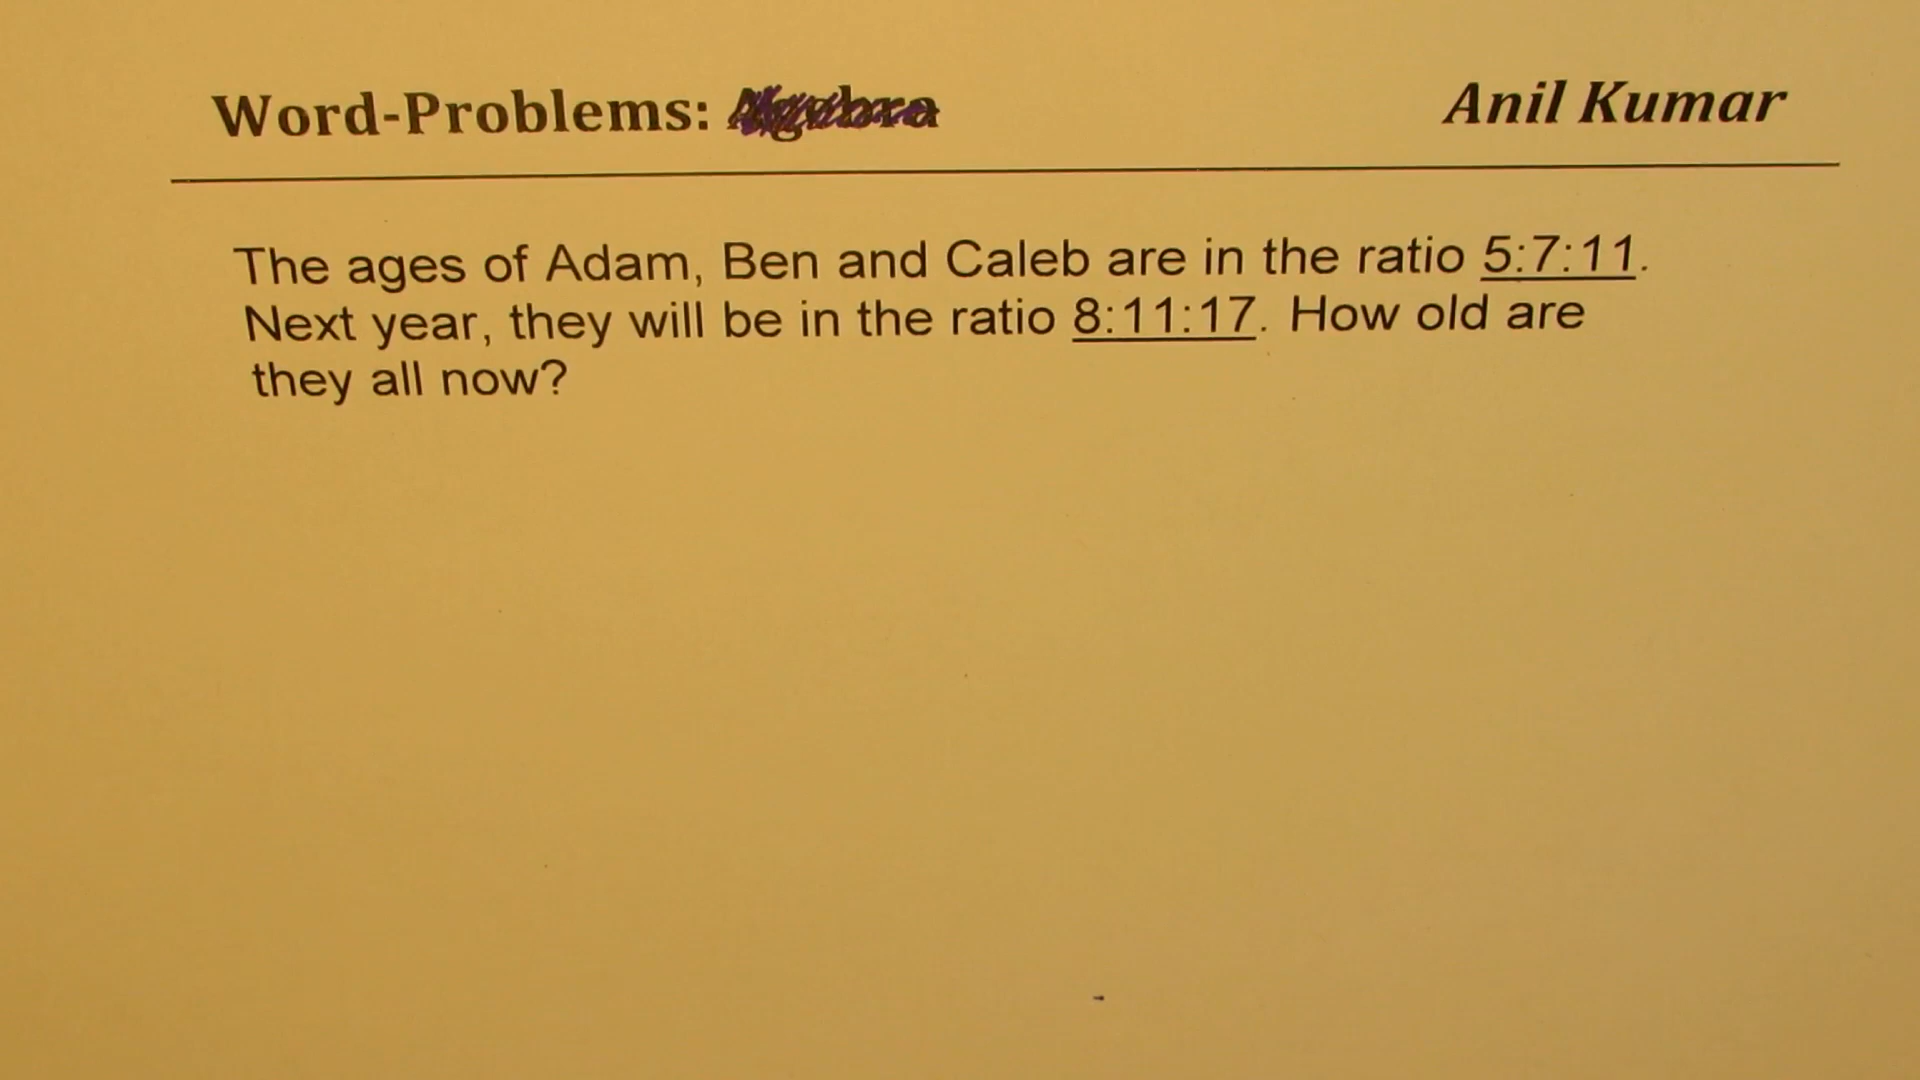 Word-Problems:
Anil Kumar
The ages of Adam, Ben and Caleb are in the ratio 5:7:11.
Next year, they will be in the ratio 8:11:17. How old are
they all now?